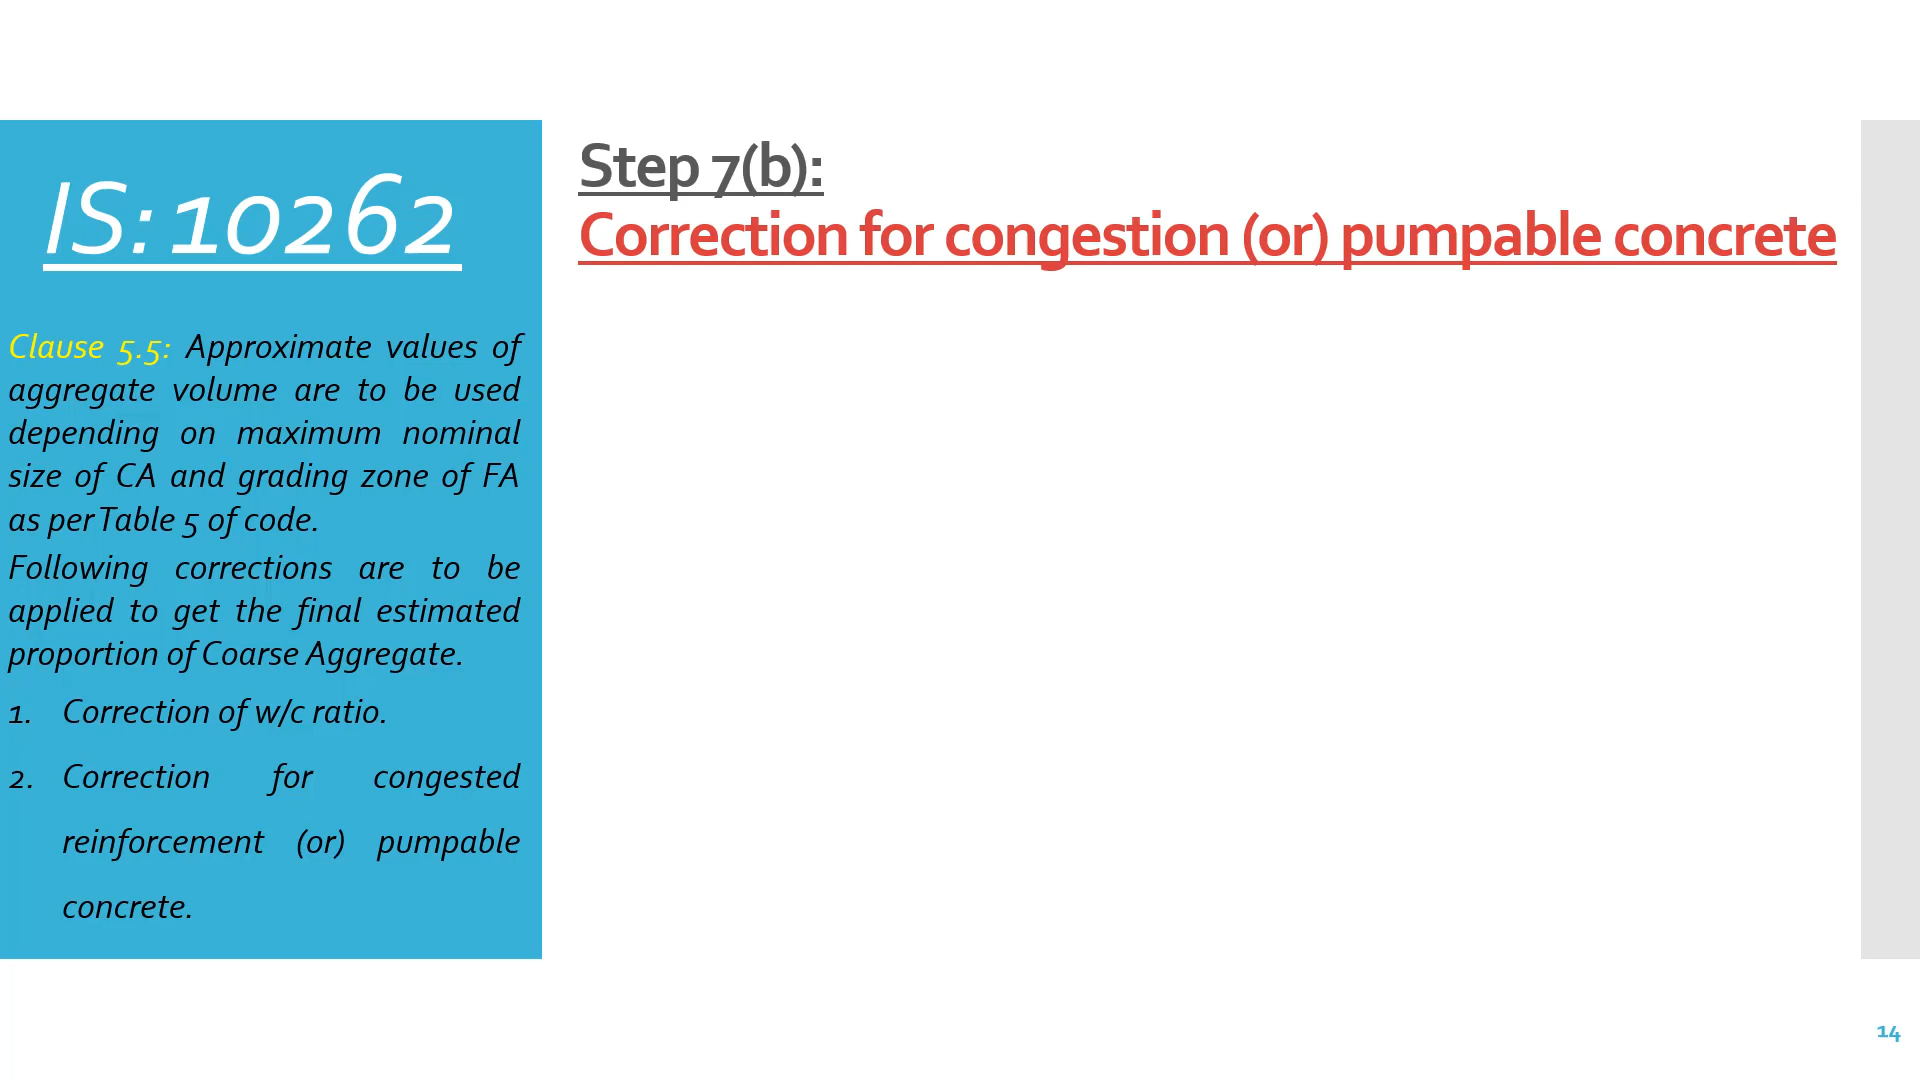 IS:10262
Clause 5.5: Approximate values of
aggregate volume are to be used
depending on maximum nominal
size of CA and grading zone of FA
as per Table 5 of code.
Following corrections are to be
applied to get the final estimated
proportion of Coarse Aggregate.
1. Correction of w/c ratio.
2. Correction for congested
reinforcement (or) pumpable
concrete.
Step 7(b):
Correction for congestion (or) pumpable concrete
14